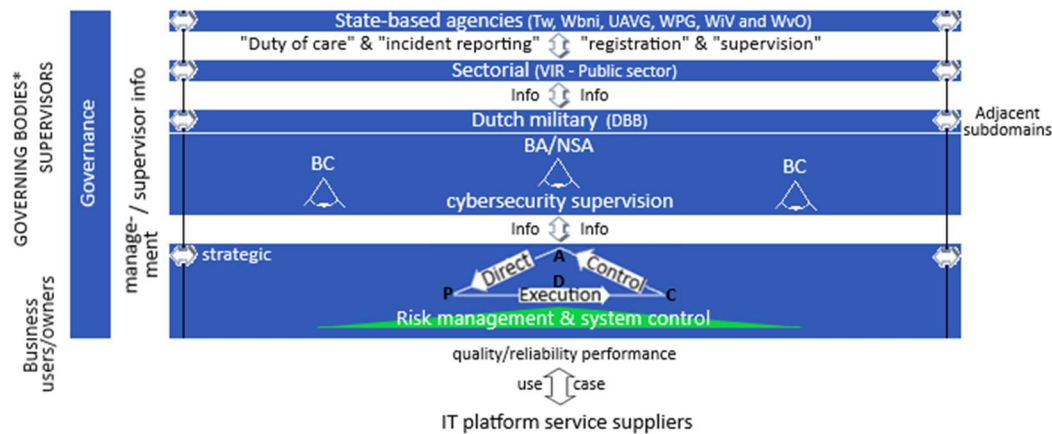 State-based agencies (Tw, Wbni, UAVG, WPG, WiV and WvO)
"Duty of care" & "incident reporting" "registration" & "supervision"
Sectorial (VIR - Public sector)
Info Info
Dutch military (DBB)
Adjacent
subdomains
BA/NSA
BC BC
cybersecurity supervision
Info Info
strategic
A
Direct Control
D
P Execution C
Risk management & system control
quality/reliability performance
use case
IT platform service suppliers
GOVERNING BODIES*
SUPERVISORS
Business
users/owners
Governance
manage- / supervisor info
ment